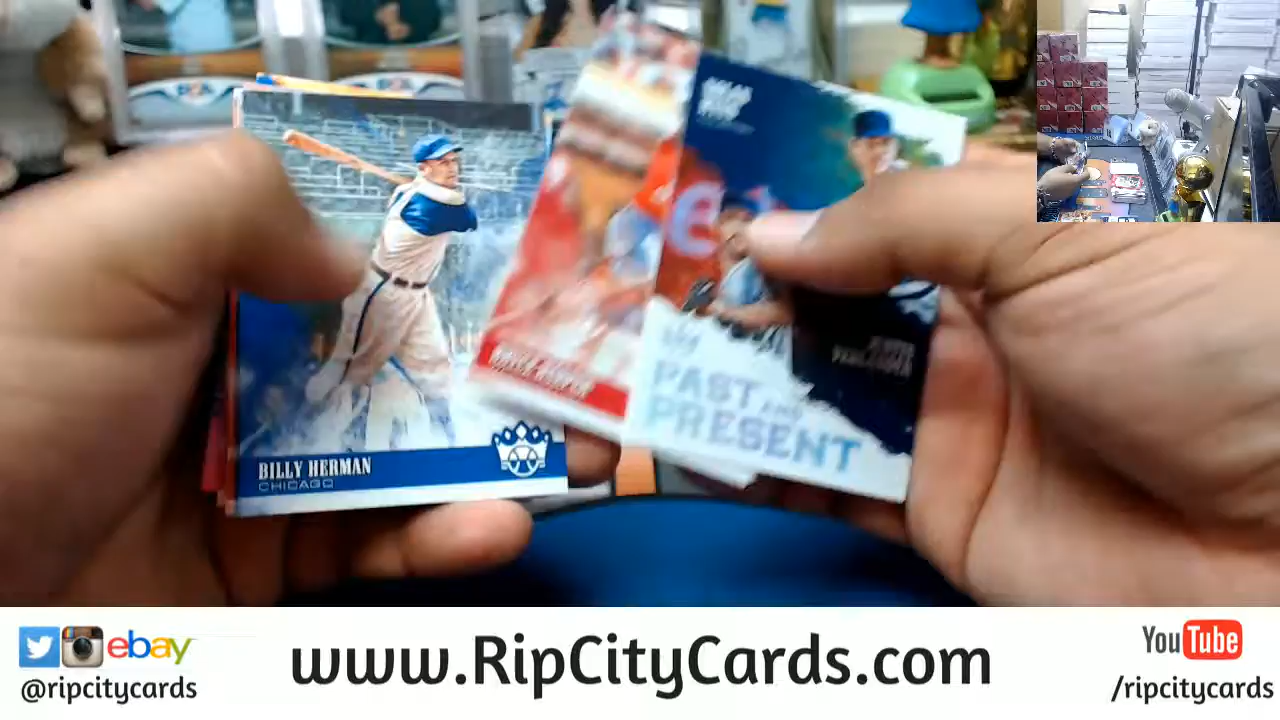 BILLY HERMAN
CHICAGO
PAST AND
PRESENT
ebay
@ripcitycards
www.RipCityCards.com
YouTube
/ripcitycards